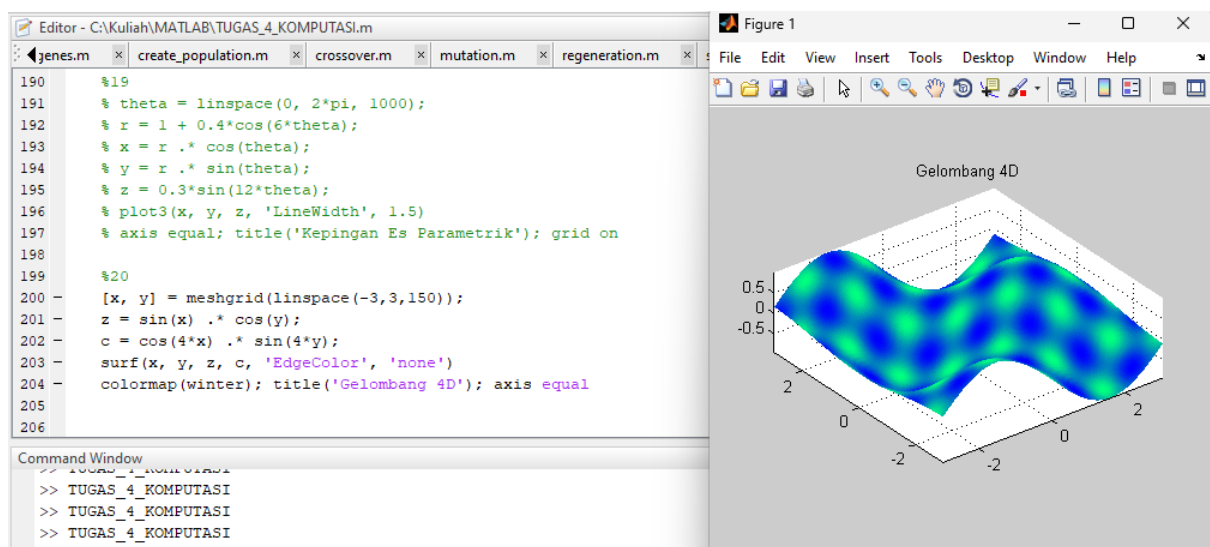 Editor - C:\Kuliah\MATLAB\TUGAS_4_KOMPUTASI.m
genes.m × create_population.m × crossover.m × mutation.m × regeneration.m ×
190 %19
191 % theta = linspace(0, 2*pi, 1000);
192 % r = 1 + 0.4*cos(6*theta);
193 % x = r .* cos(theta);
194 % y = r .* sin(theta);
195 % z = 0.3*sin(12*theta);
196 % plot3(x, y, z, 'LineWidth', 1.5)
197 % axis equal; title('Kepingan Es Parametrik'); grid on
198
199 %20
200 – [x, y] = meshgrid(linspace(-3,3,150));
201 – z = sin(x) .* cos(y);
202 – c = cos(4*x) .* sin(4*y);
203 – surf(x, y, z, c, 'EdgeColor', 'none')
204 – colormap(winter); title('Gelombang 4D'); axis equal
205
206
Command Window
>> TUGAS_4_KOMPUTASI
>> TUGAS_4_KOMPUTASI
>> TUGAS_4_KOMPUTASI
>> TUGAS_4_KOMPUTASI
Figure 1
File Edit View Insert Tools Desktop Window Help
Gelombang 4D
0.5
0
-0.5
2
0
-2
-2
0
2